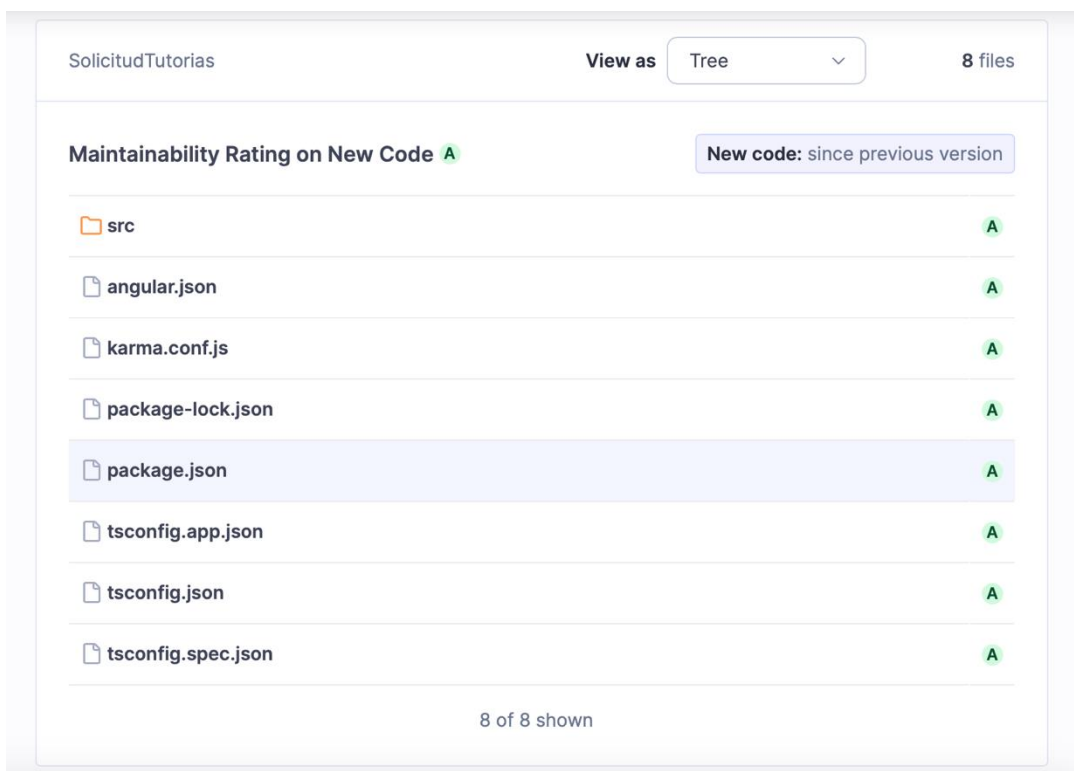 SolicitudTutorias View as Tree 8 files
Maintainability Rating on New Code A New code: since previous version
src A
angular.json A
karma.conf.js A
package-lock.json A
package.json A
tsconfig.app.json A
tsconfig.json A
tsconfig.spec.json A
8 of 8 shown